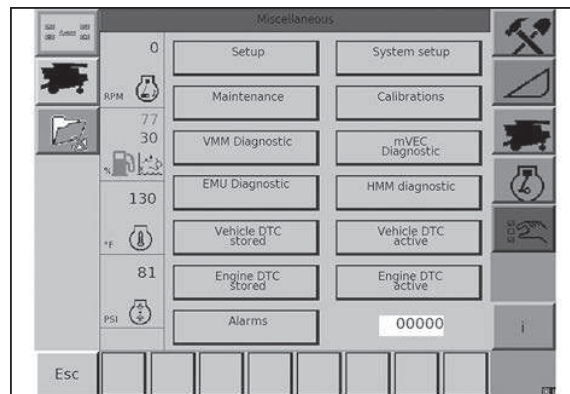 Miscellaneous
0
RPM
77
30
%
130
°F
81
PSI
Setup
System setup
Maintenance
Calibrations
VMM Diagnostic
mVEC
Diagnostic
EMU Diagnostic
HMM diagnostic
Vehicle DTC
stored
Vehicle DTC
active
Engine DTC
stored
Engine DTC
active
Alarms
00000
i
Esc